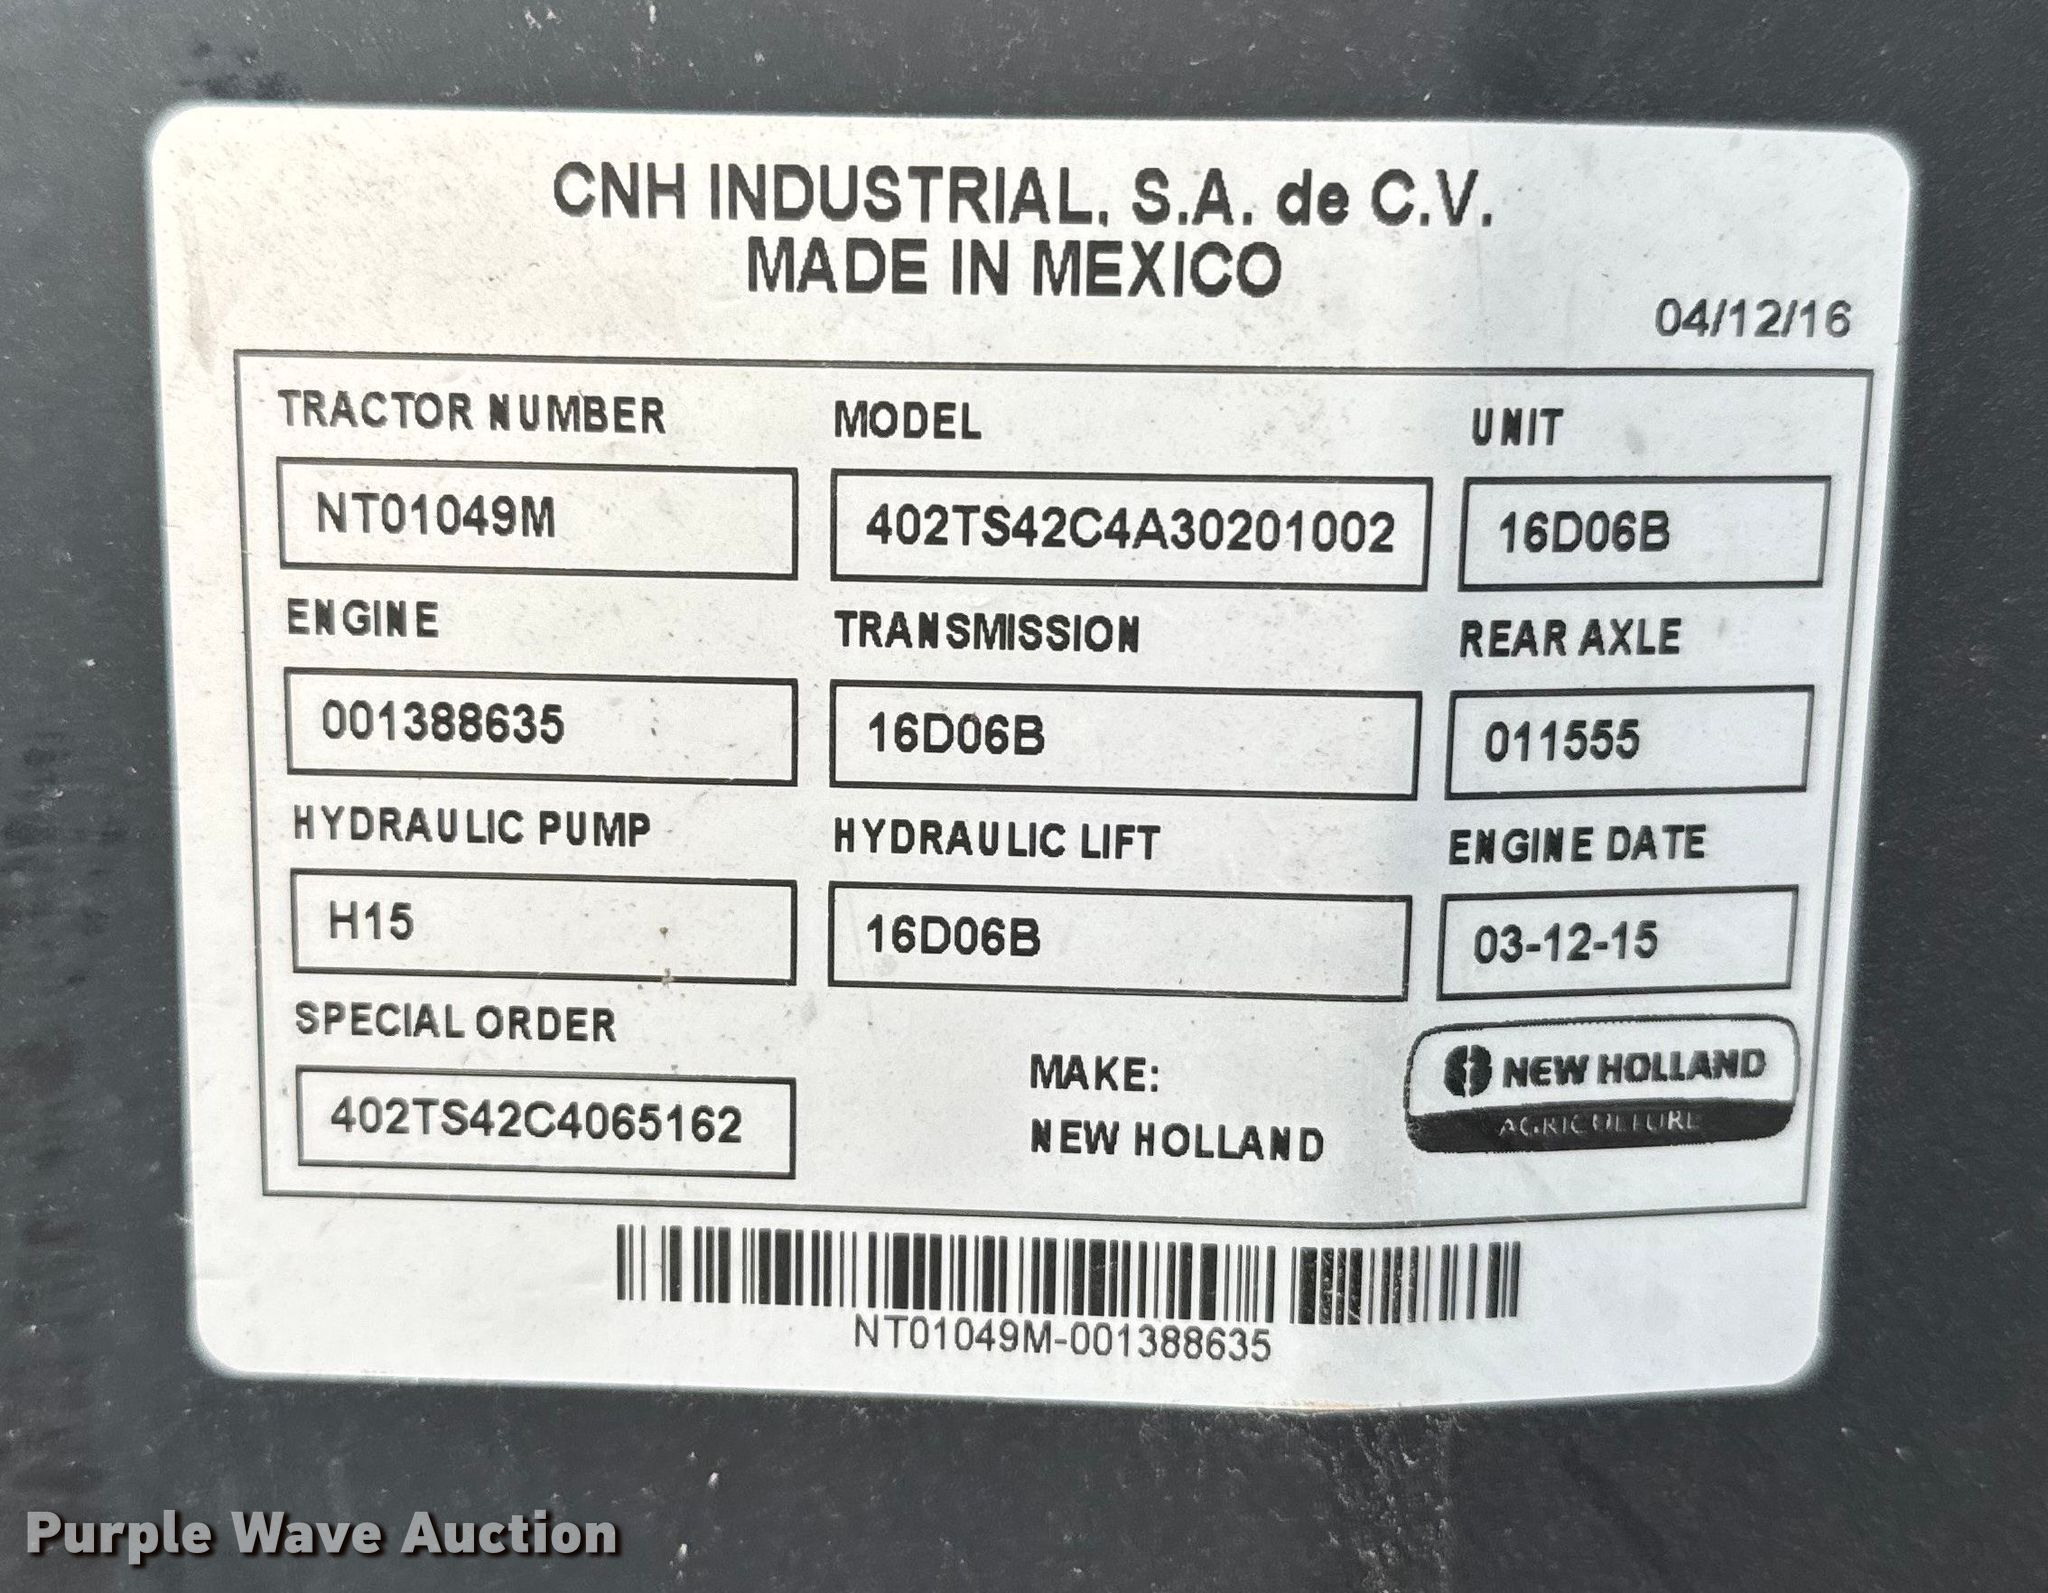 CNH INDUSTRIAL, S.A. de C.V.
MADE IN MEXICO
04/12/16
TRACTOR NUMBER MODEL UNIT
NT01049M 402TS42C4A30201002 16D06B
ENGINE TRANSMISSION REAR AXLE
001388635 16D06B 011555
HYDRAULIC PUMP HYDRAULIC LIFT ENGINE DATE
H15 16D06B 03-12-15
SPECIAL ORDER
402TS42C4065162
MAKE:
NEW HOLLAND
NEW HOLLAND
AGRICULTURE
NT01049M-001388635
Purple Wave Auction